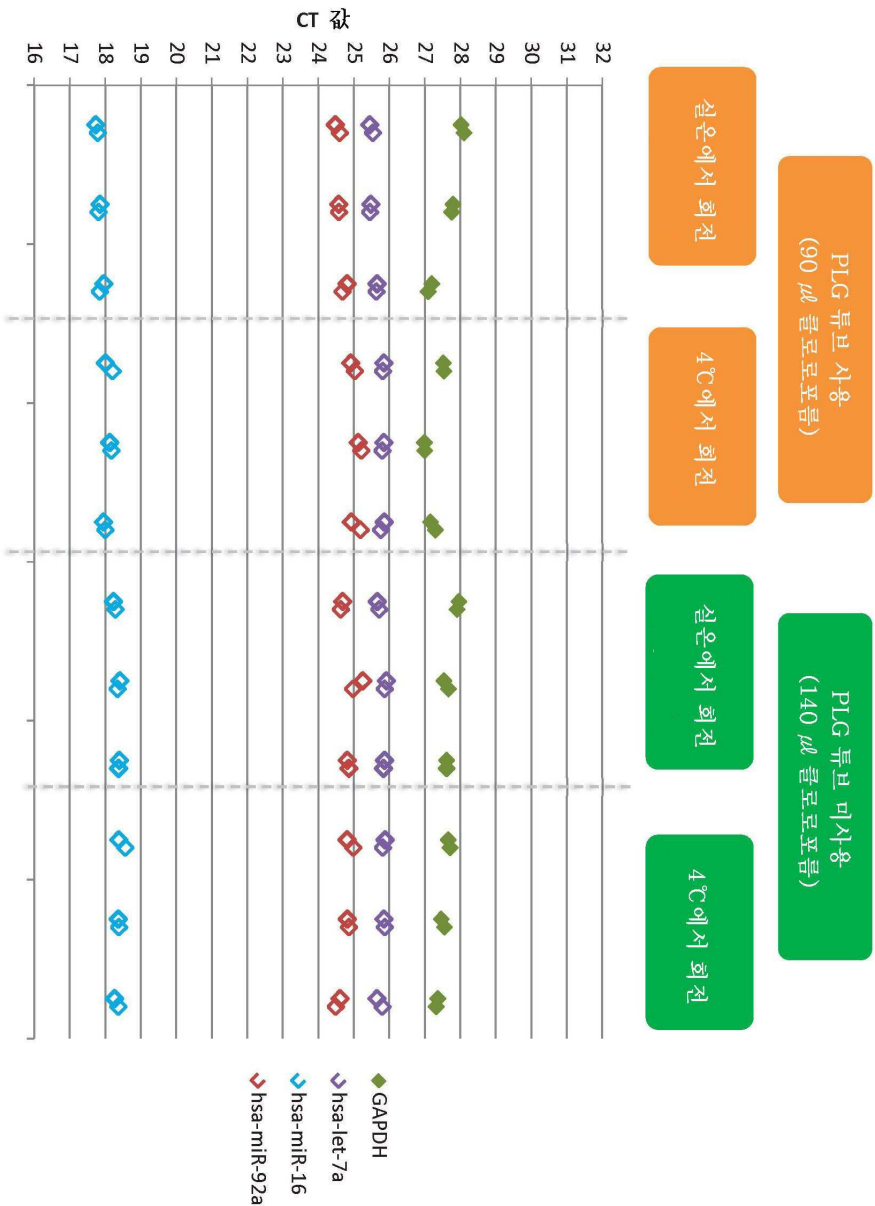 PLG 튜브 사용
(90 ㎕ 클로로포름)
PLG 튜브 미사용
(140 ㎕ 클로로포름)
실온에서 회전
4℃에서 회전
실온에서 회전
4℃에서 회전
CT 값
32
31
30
29
28
27
26
25
24
23
22
21
20
19
18
17
16
GAPDH
hsa-let-7a
hsa-miR-16
hsa-miR-92a